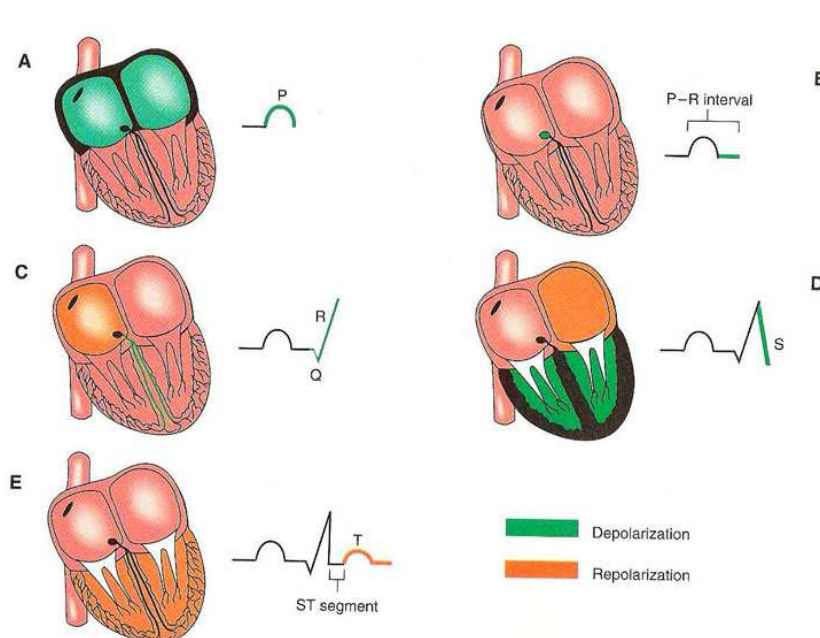 A
P
P–R interval
C
R
Q
D
S
E
T
ST segment
Depolarization
Repolarization